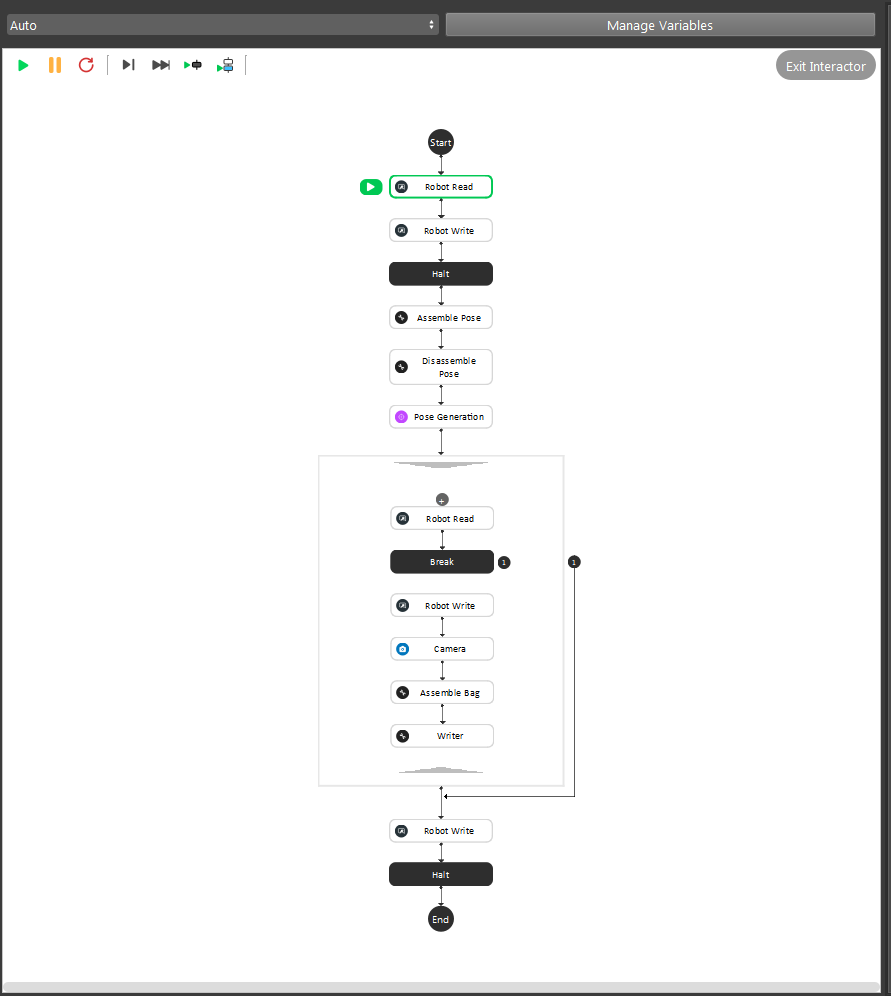 Auto
Manage Variables
Exit Interactor
Start
Robot Read
Robot Write
Halt
Assemble Pose
Disassemble
Pose
Pose Generation
+
Robot Read
Break
1
1
Robot Write
Camera
Assemble Bag
Writer
Robot Write
Halt
End